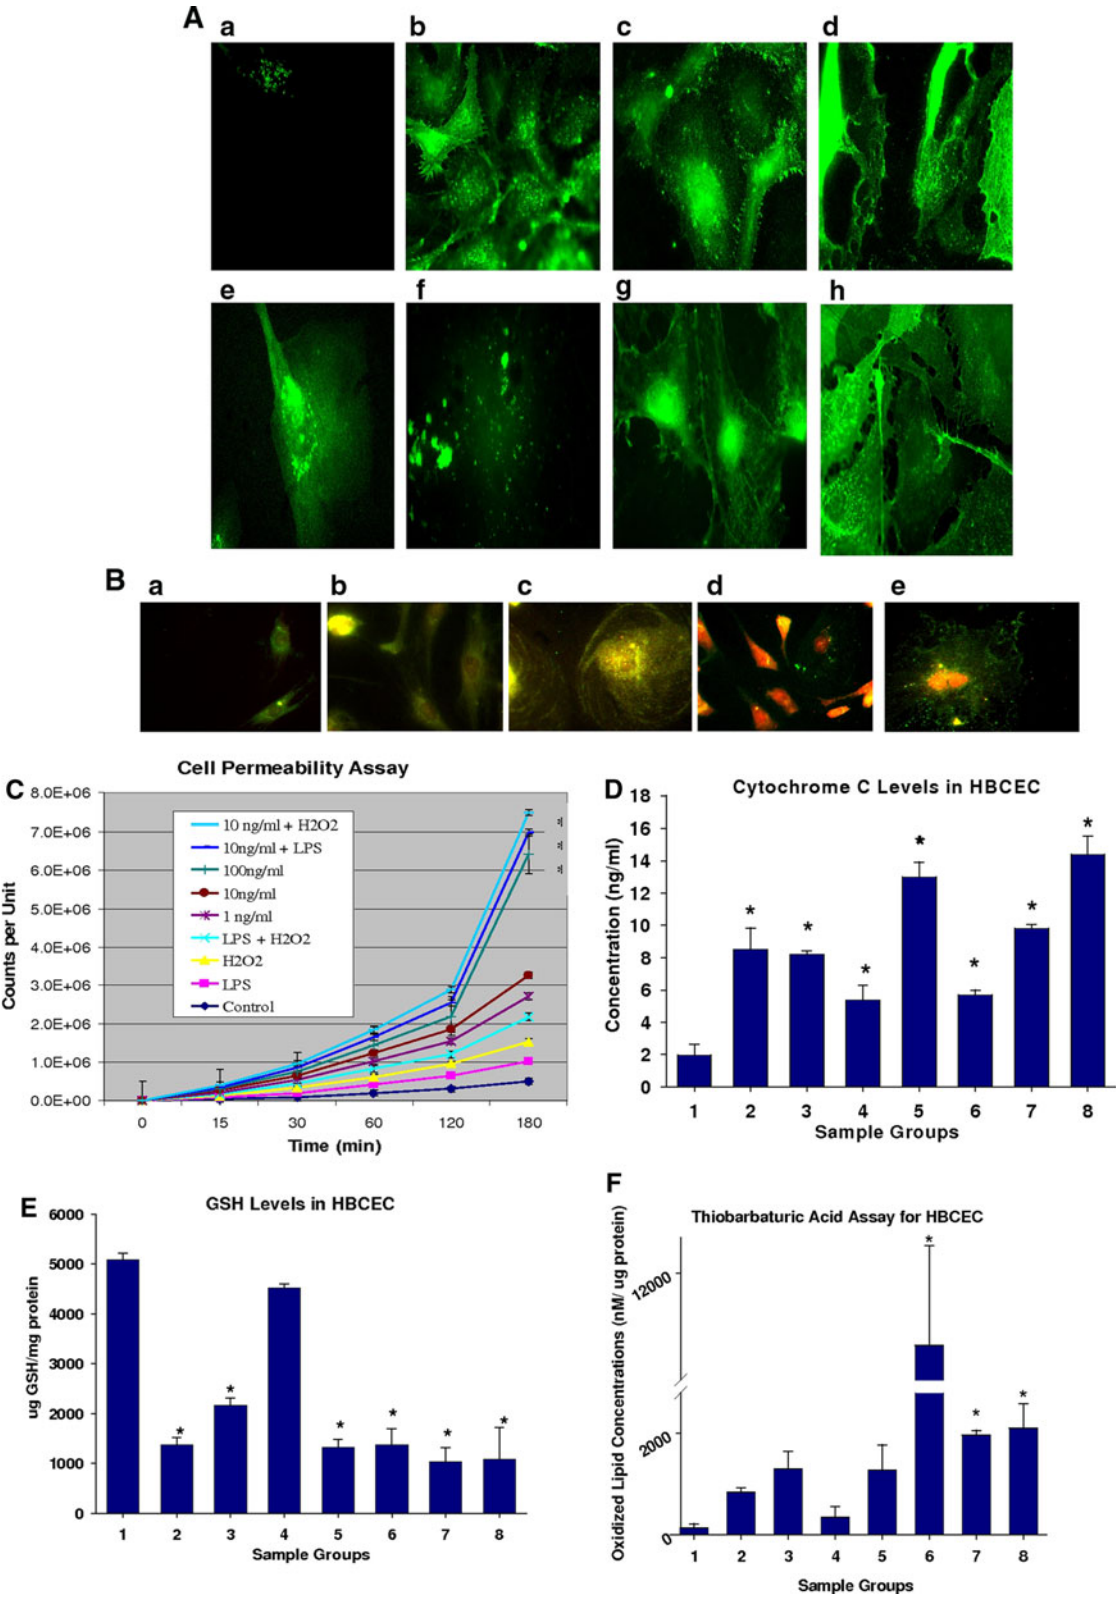 A
a b c d
e f g h
B
a b c d e
C
Cell Permeability Assay
8.0E+06
7.0E+06
6.0E+06
5.0E+06
4.0E+06
3.0E+06
2.0E+06
1.0E+06
0.0E+00
Counts per Unit
10 ng/ml + H2O2
10ng/ml + LPS
100ng/ml
10ng/ml
1 ng/ml
LPS + H2O2
H2O2
LPS
Control
0 15 30 60 120 180
Time (min)
D
Cytochrome C Levels in HBCEC
18
16
14
12
10
8
6
4
2
0
Concentration (ng/ml)
* * * * * * *
1 2 3 4 5 6 7 8
Sample Groups
E
GSH Levels in HBCEC
6000
5000
4000
3000
2000
1000
0
ug GSH/mg protein
* * * * * *
1 2 3 4 5 6 7 8
Sample Groups
F
Thiobarbaturic Acid Assay for HBCEC
Oxidized Lipid Concentrations (nM/ ug protein)
12000
2000
0
* * *
1 2 3 4 5 6 7 8
Sample Groups